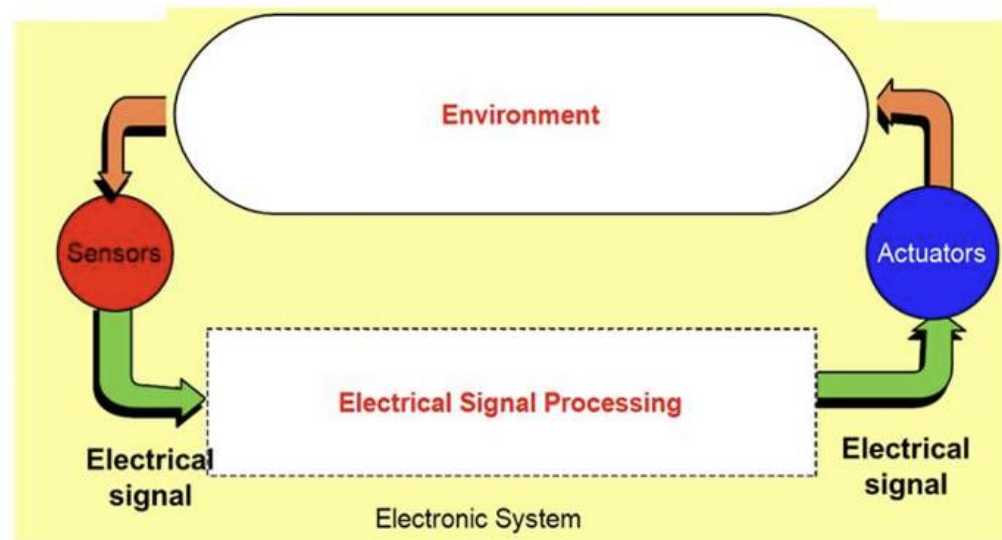 Environment
Sensors
Actuators
Electrical Signal Processing
Electrical
signal
Electrical
signal
Electronic System